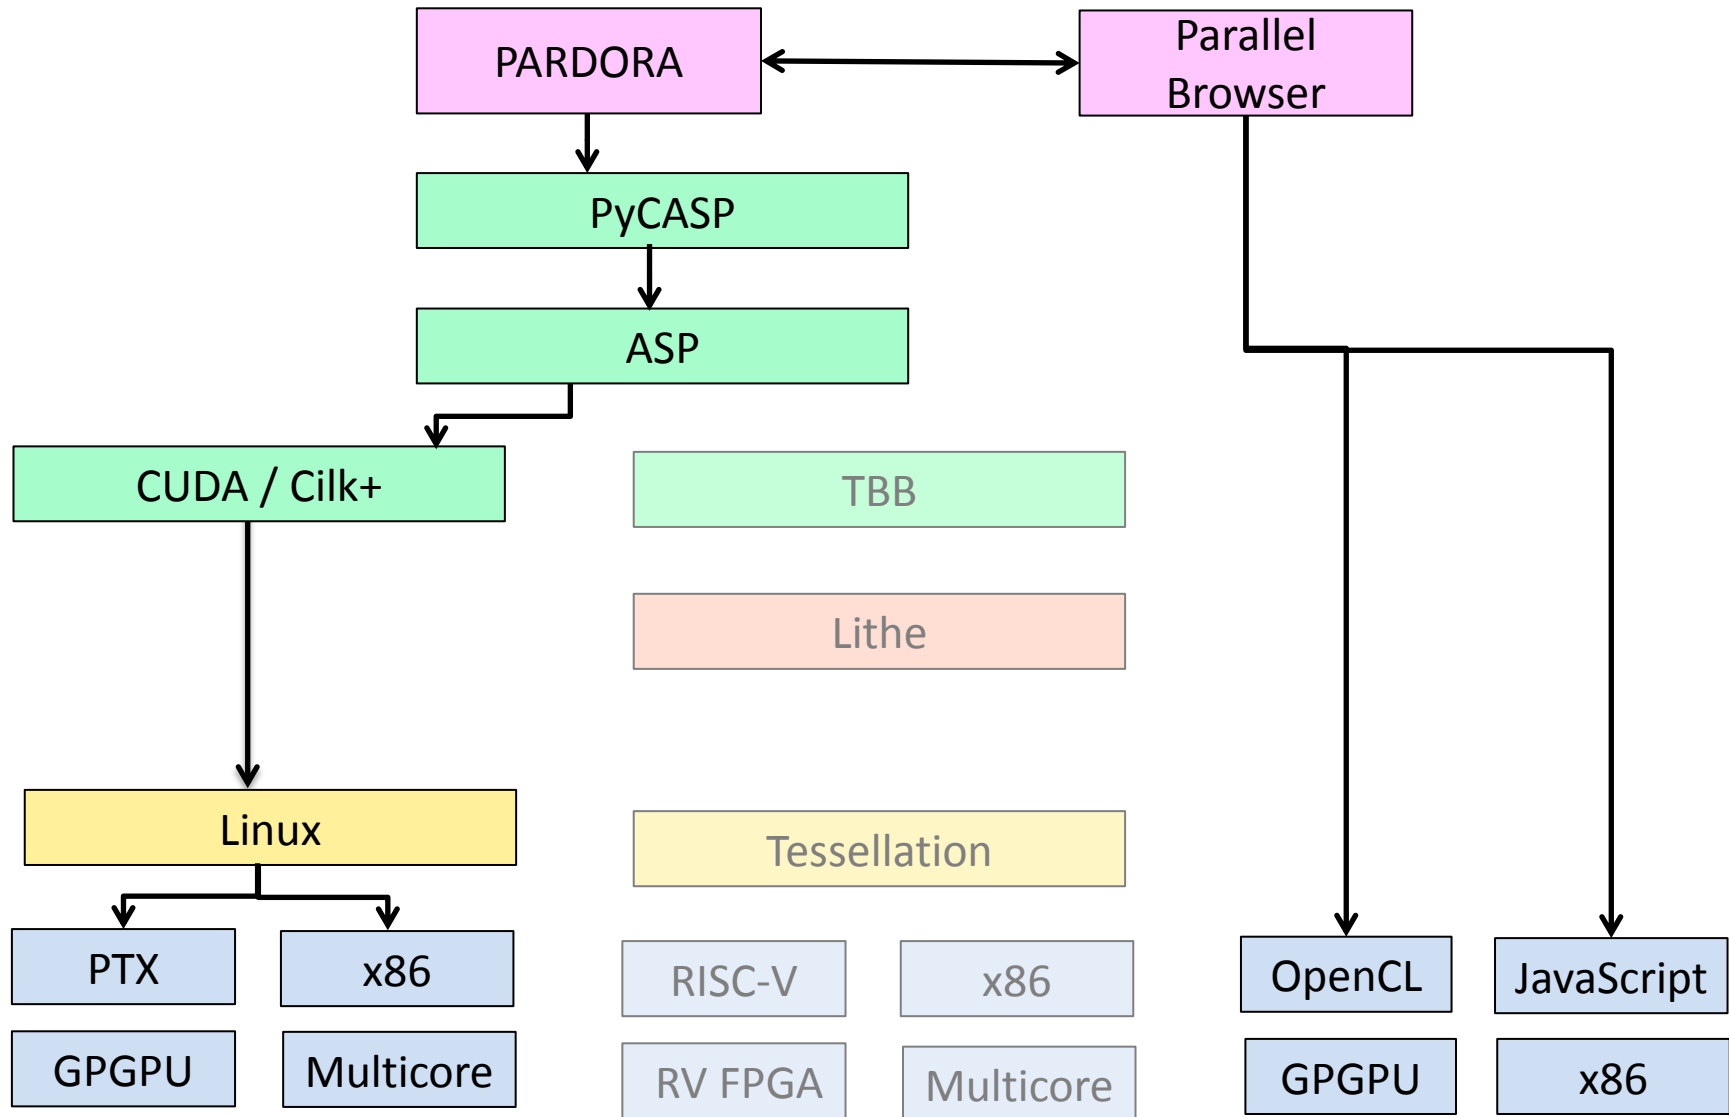 PARDORA
Parallel
Browser
PyCASP
ASP
CUDA / Cilk+
TBB
Lithe
Linux
Tessellation
PTX
x86
RISC-V
x86
OpenCL
JavaScript
GPGPU
Multicore
RV FPGA
Multicore
GPGPU
x86